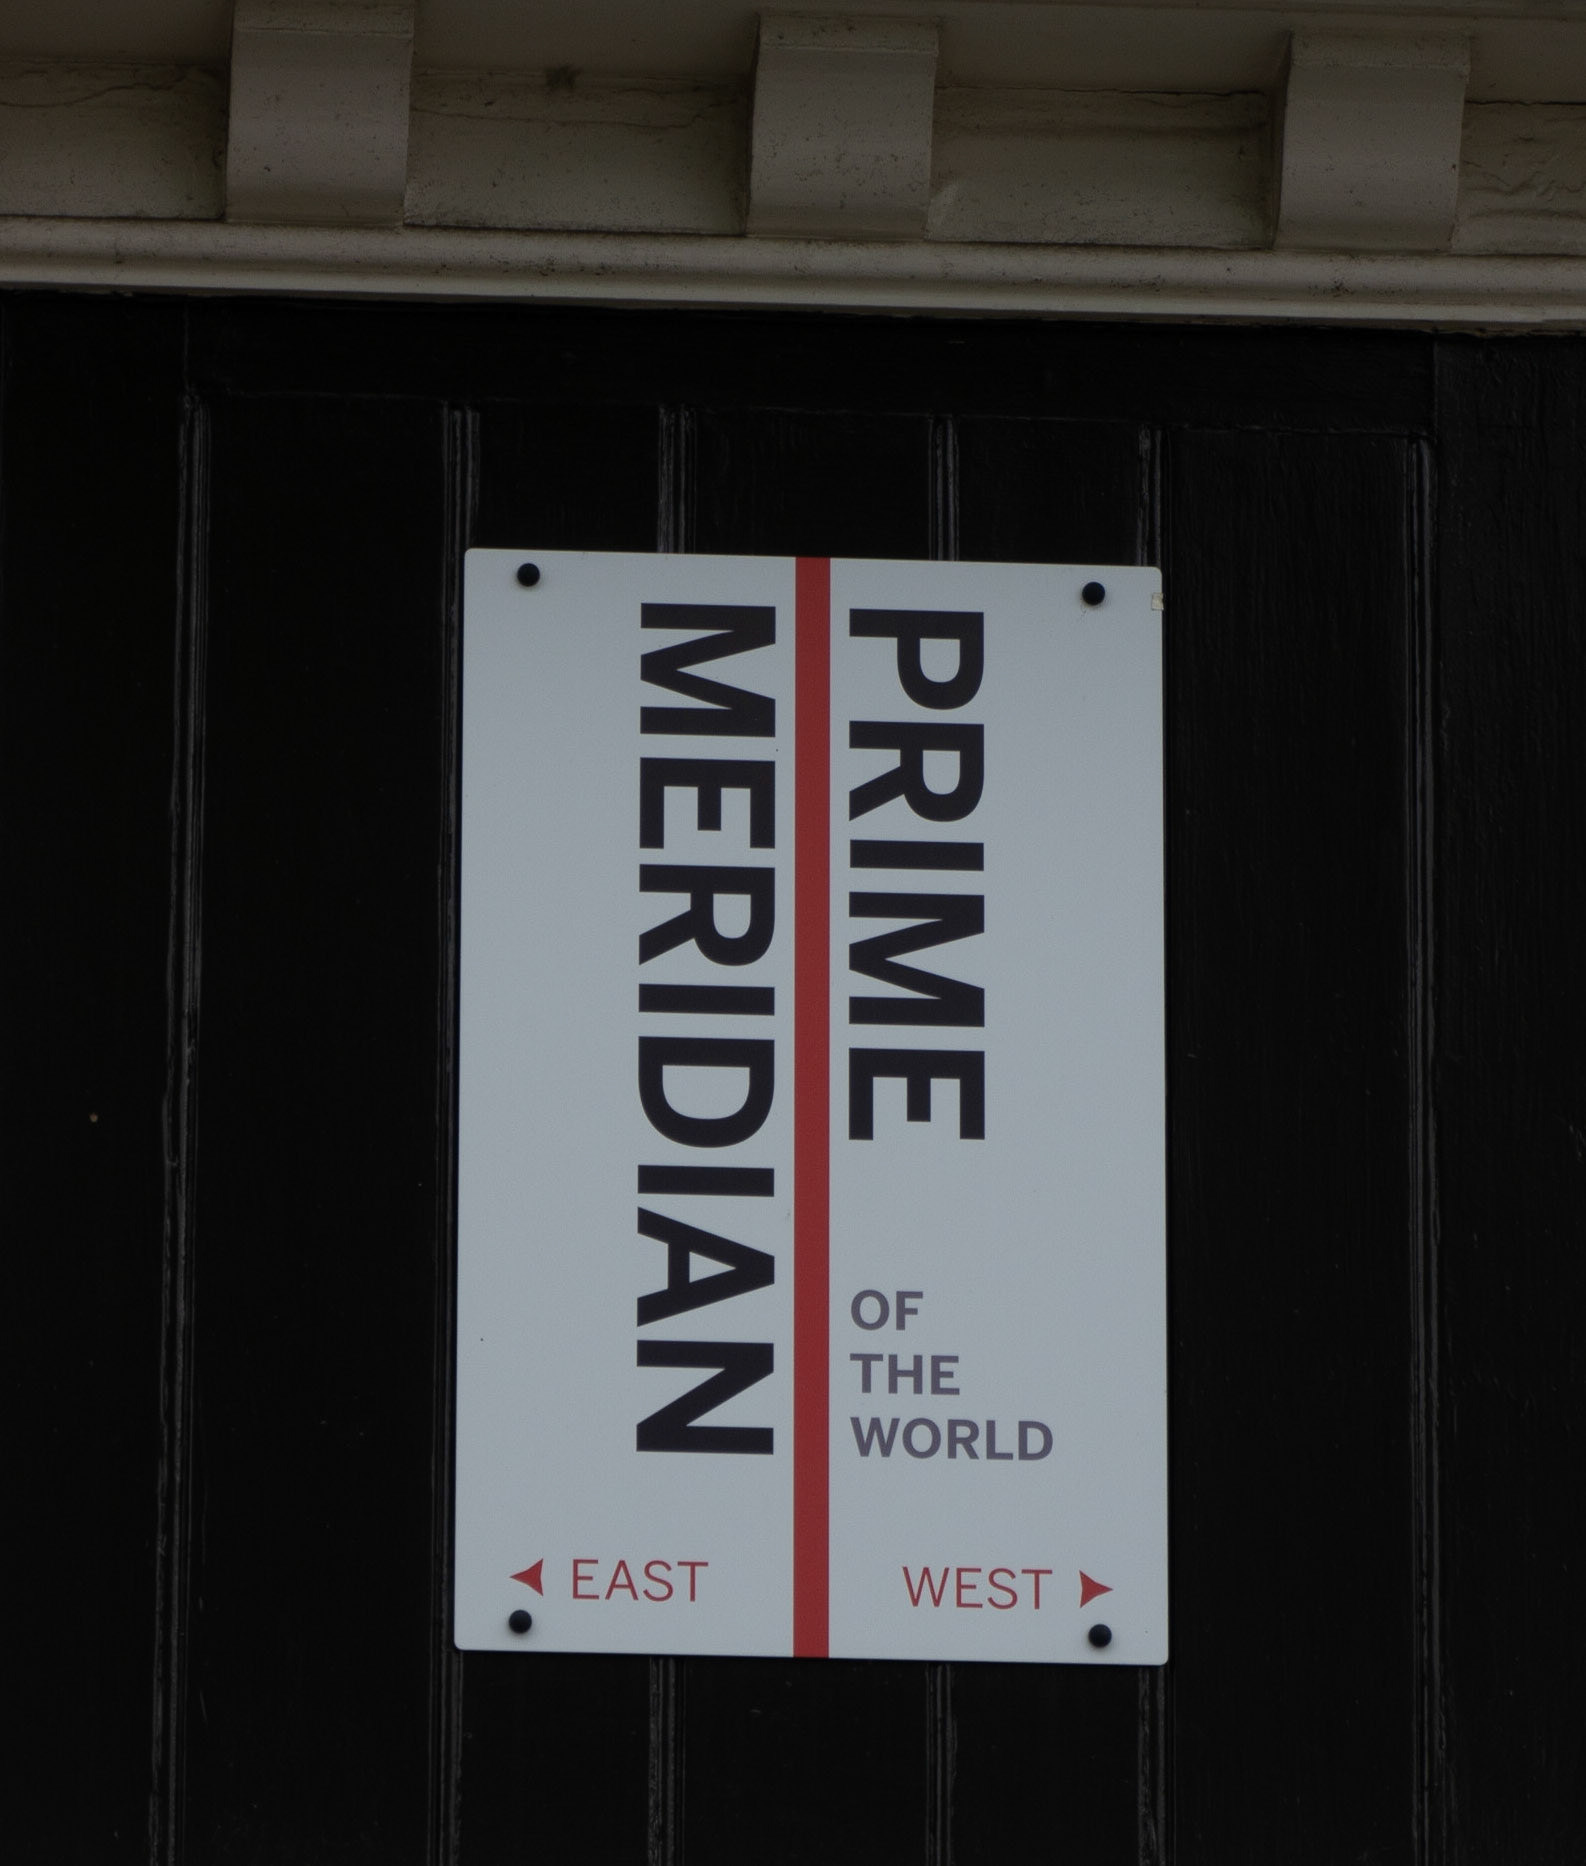 PRIME
MERIDIAN
OF
THE
WORLD
EAST
WEST